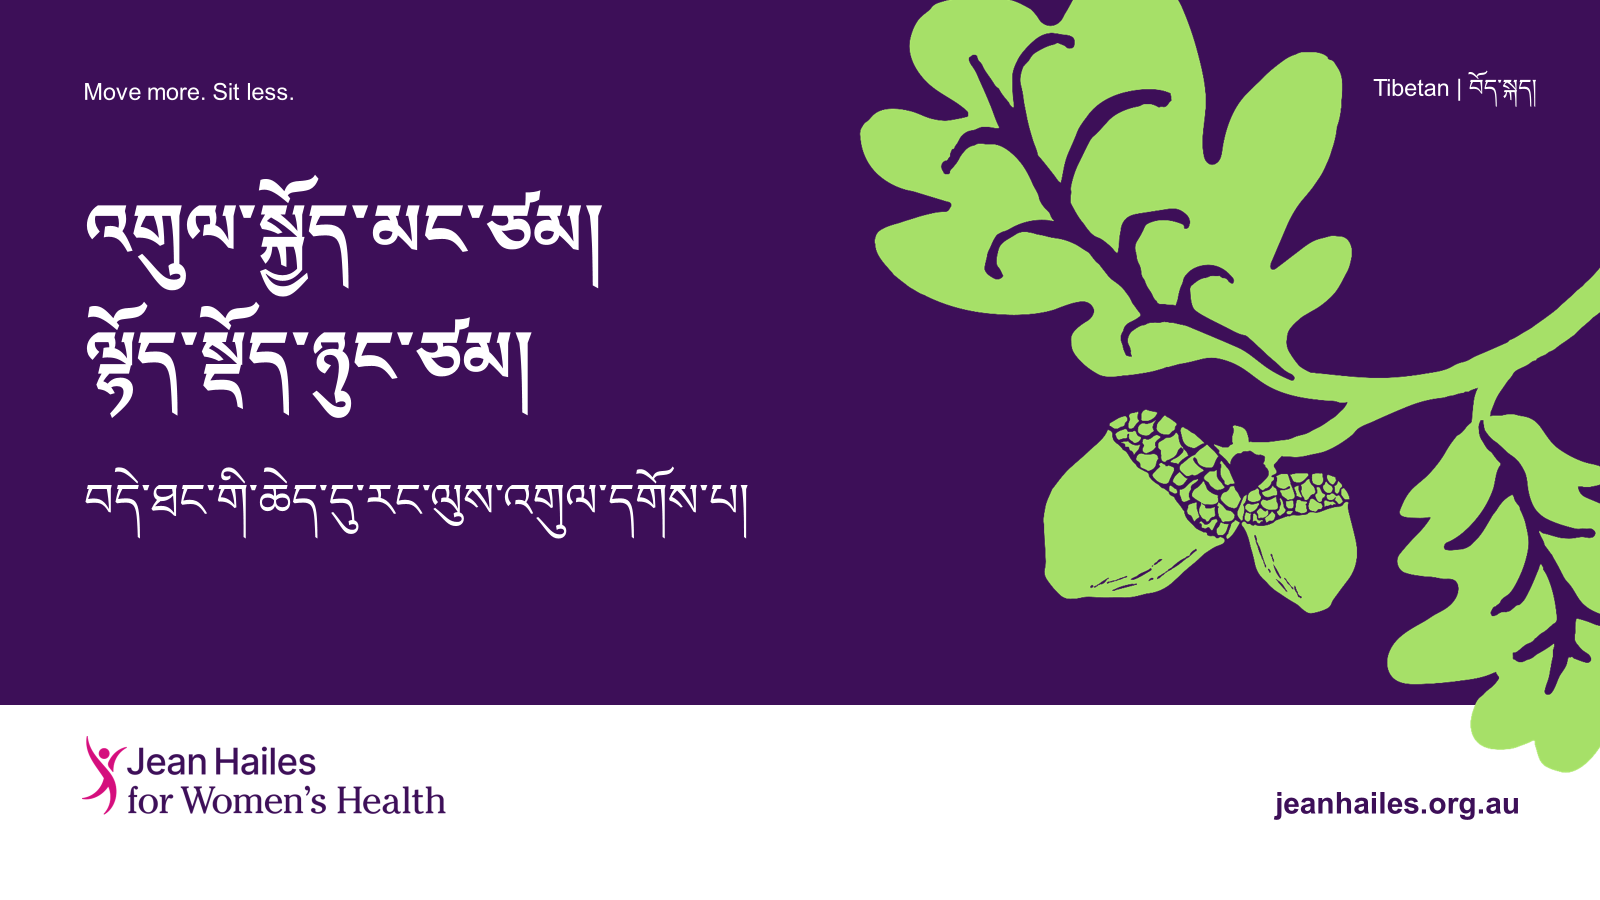 Move more. Sit less.
Tibetan | བོད་སྐད།
འགུལ་སྐྱོད་མང་ཙམ།
ལྷོད་སྡོད་ཉུང་ཙམ།
བདེ་ཐང་གི་ཆེད་དུ་རང་ལུས་འགུལ་དགོས་པ།
Jean Hailes
for Women's Health
jeanhailes.org.au